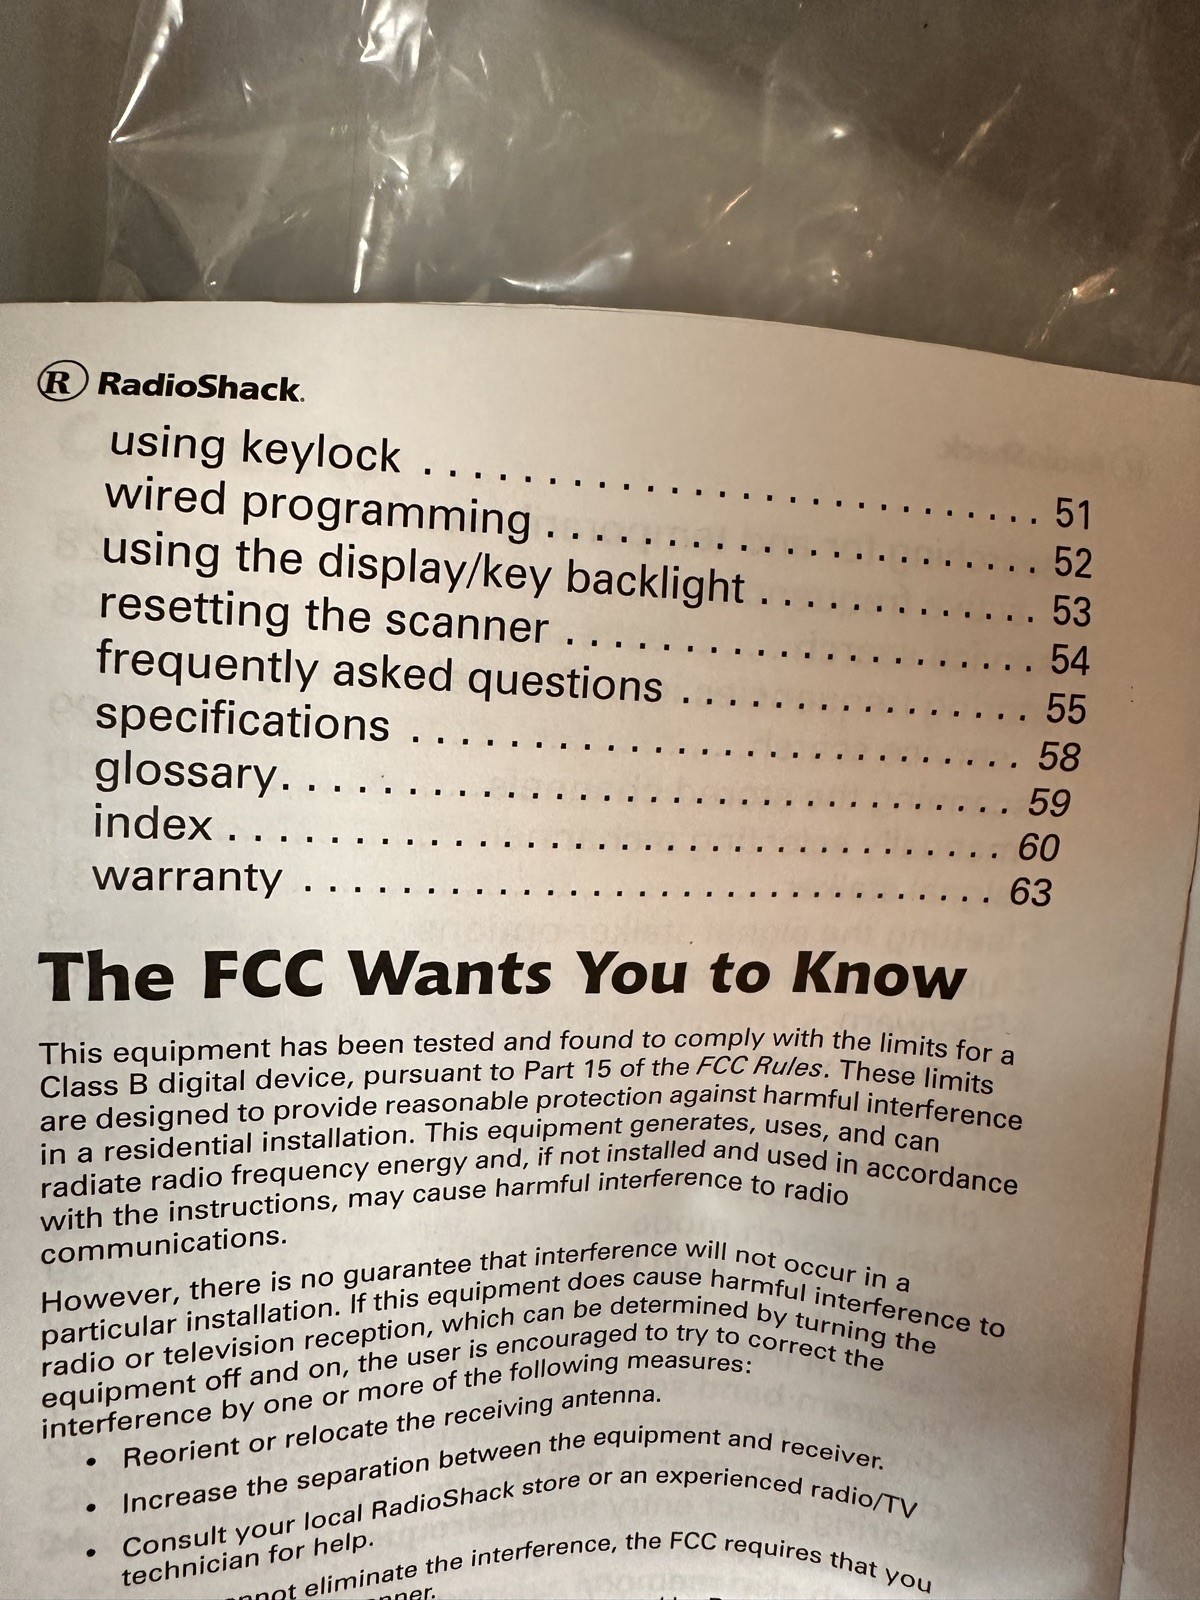 R RadioShack.
using keylock . . . . . . . . . . . . . . . . . . . . . . . . . 51
wired programming . . . . . . . . . . . . . . . . . . . . 52
using the display/key backlight . . . . . . . . . . . . 53
resetting the scanner . . . . . . . . . . . . . . . . . . . 54
frequently asked questions . . . . . . . . . . . . . . 55
specifications . . . . . . . . . . . . . . . . . . . . . . . . 58
glossary. . . . . . . . . . . . . . . . . . . . . . . . . . . . . 59
index . . . . . . . . . . . . . . . . . . . . . . . . . . . . . . . 60
warranty . . . . . . . . . . . . . . . . . . . . . . . . . . . . 63
The FCC Wants You to Know
This equipment has been tested and found to comply with the limits for a
Class B digital device, pursuant to Part 15 of the FCC Rules. These limits
are designed to provide reasonable protection against harmful interference
in a residential installation. This equipment generates, uses, and can
radiate radio frequency energy and, if not installed and used in accordance
with the instructions, may cause harmful interference to radio
communications.
However, there is no guarantee that interference will not occur in a
particular installation. If this equipment does cause harmful interference to
radio or television reception, which can be determined by turning the
equipment off and on, the user is encouraged to try to correct the
interference by one or more of the following measures:
• Reorient or relocate the receiving antenna.
• Increase the separation between the equipment and receiver.
• Consult your local RadioShack store or an experienced radio/TV
technician for help.
eliminate the interference, the FCC requires that you